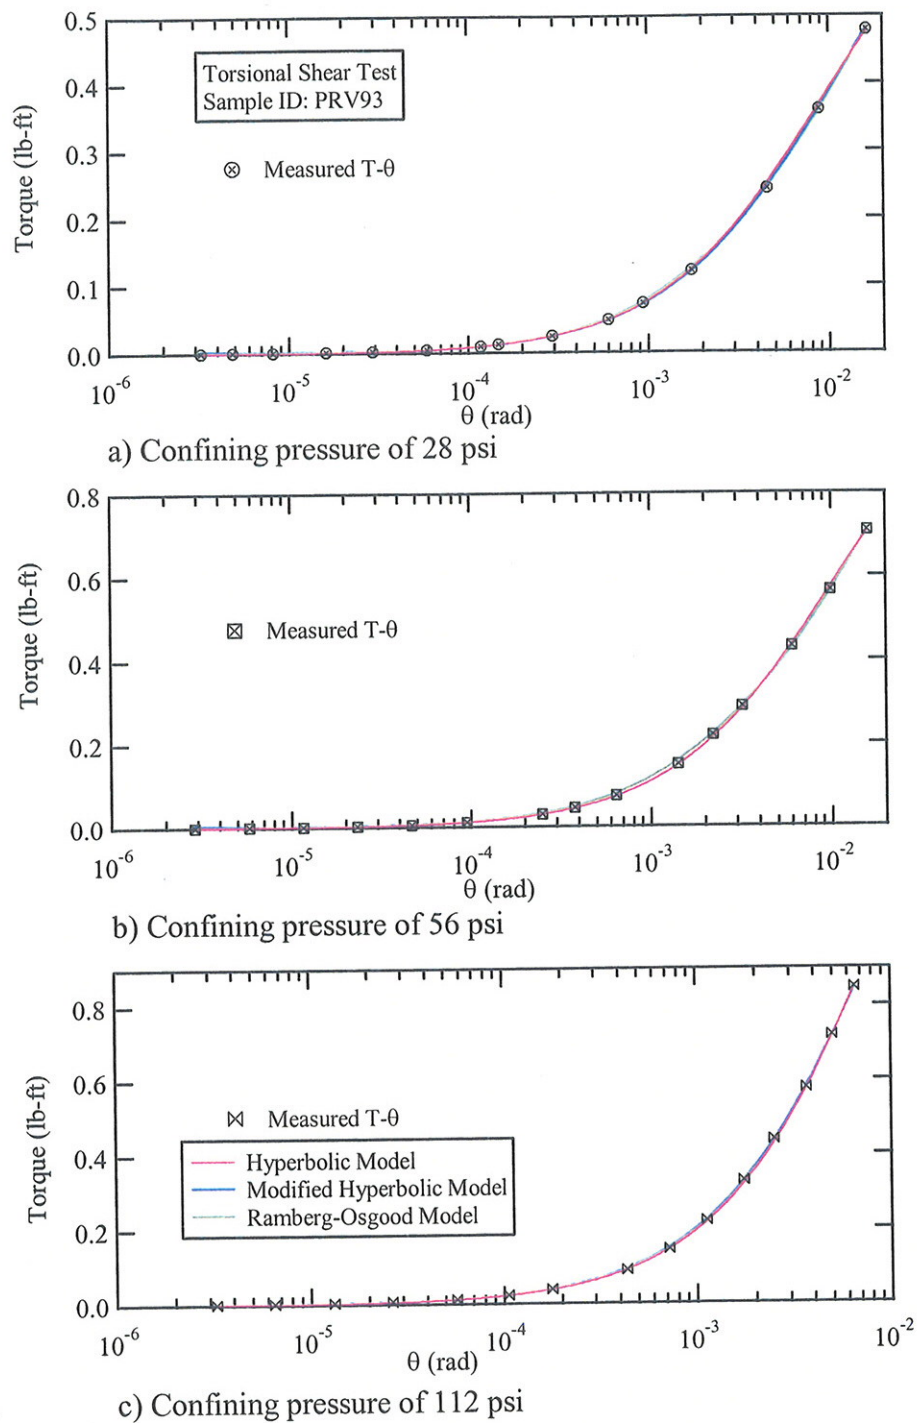 0.5
Torsional Shear Test
Sample ID: PRV93
0.4
Measured T-θ
0.3
Torque (lb-ft)
0.2
0.1
0.0
10⁻⁶ 10⁻⁵ 10⁻⁴ 10⁻³ 10⁻²
θ (rad)
a) Confining pressure of 28 psi
0.8
0.6
Measured T-θ
Torque (lb-ft)
0.4
0.2
0.0
10⁻⁶ 10⁻⁵ 10⁻⁴ 10⁻³ 10⁻²
θ (rad)
b) Confining pressure of 56 psi
0.8
0.6
Measured T-θ
Torque (lb-ft)
Hyperbolic Model
0.4
Modified Hyperbolic Model
Ramberg-Osgood Model
0.2
0.0
10⁻⁶ 10⁻⁵ 10⁻⁴ 10⁻³ 10⁻²
θ (rad)
c) Confining pressure of 112 psi